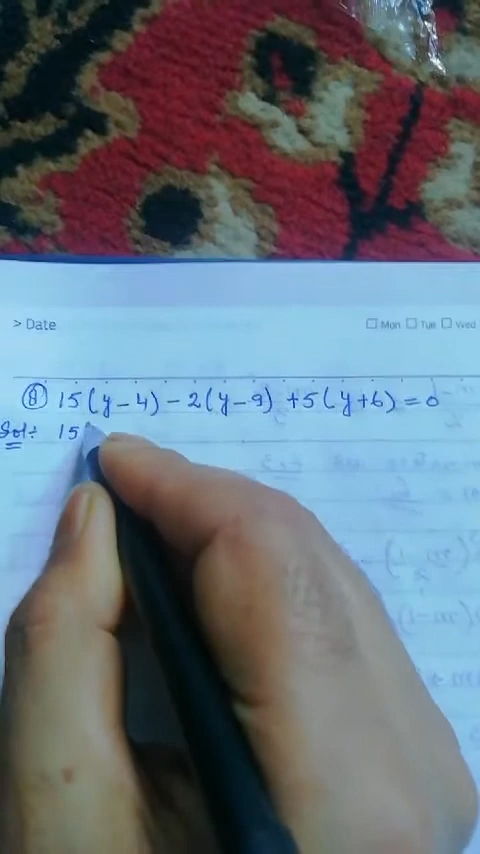 > Date
☐ Mon ☐ Tue ☐ Wed
⑧ 15(y-4) - 2(y-9) + 5(y+6) = 0
Sol: 15